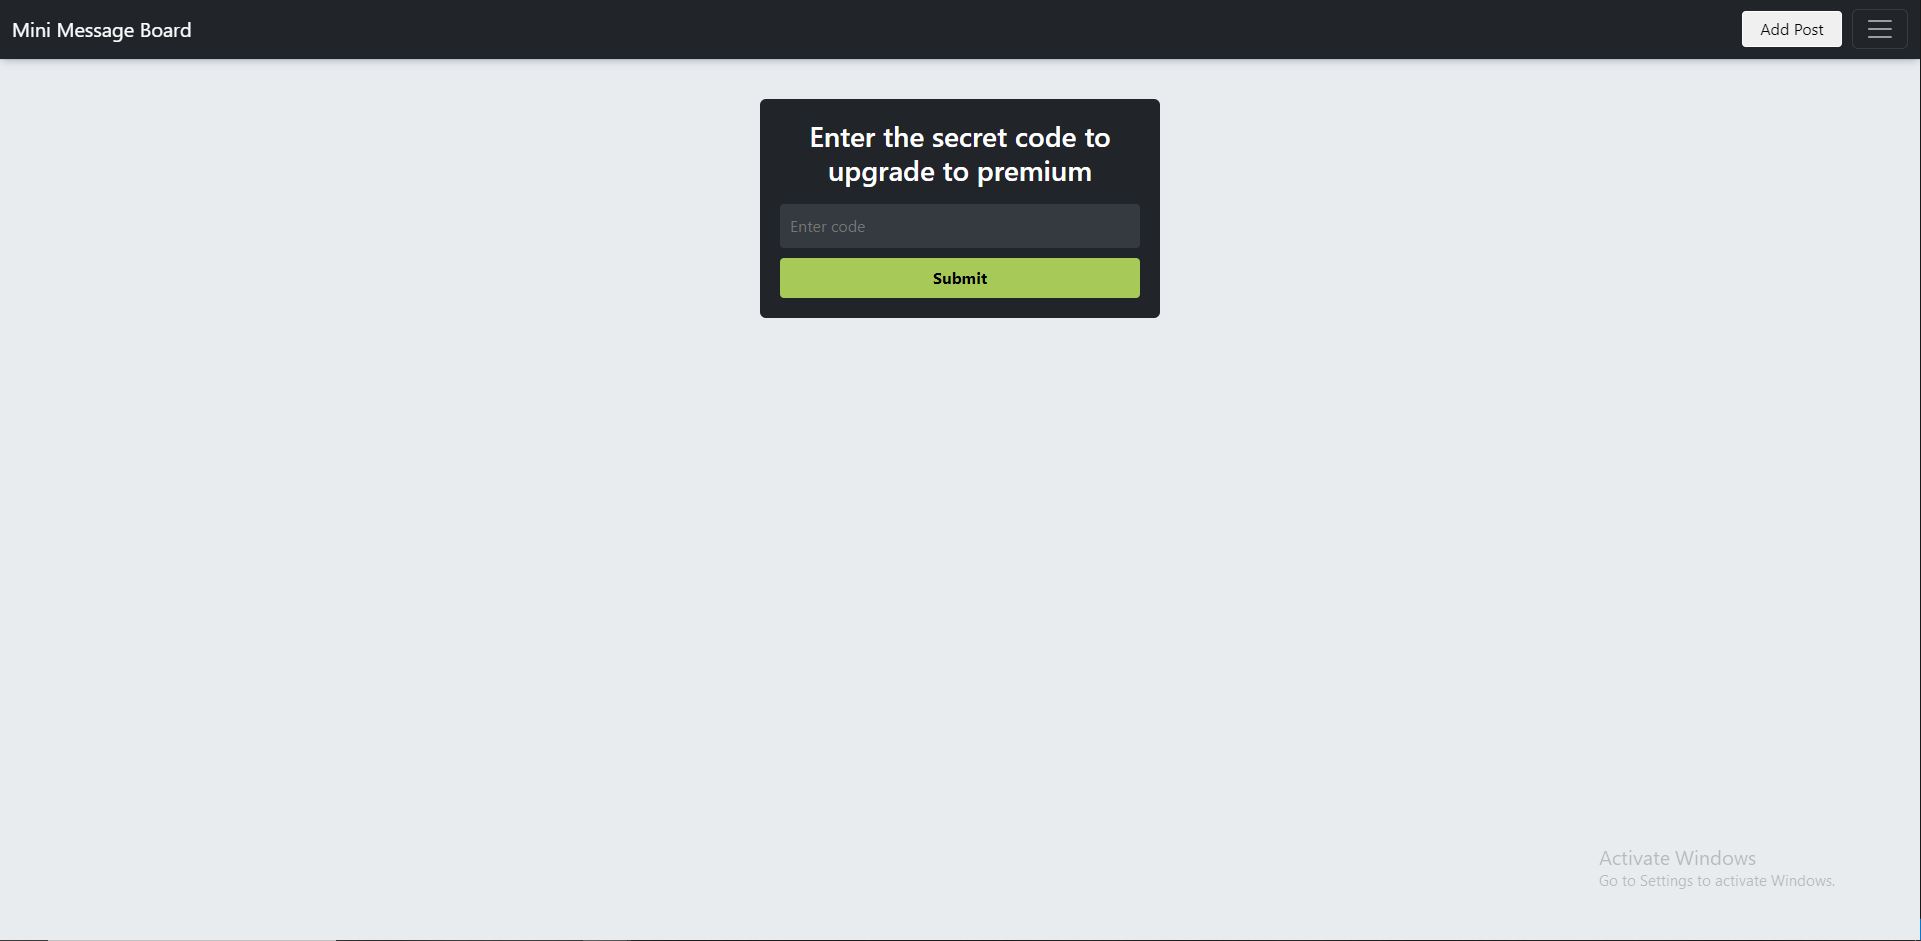 Mini Message Board
Add Post
Enter the secret code to
upgrade to premium
Enter code
Submit
Activate Windows
Go to Settings to activate Windows.